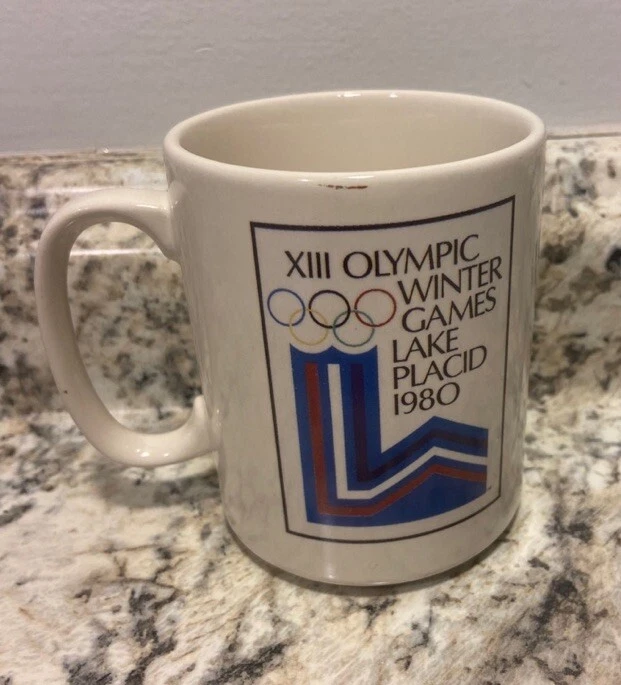 XIII OLYMPIC
WINTER
GAMES
LAKE
PLACID
1980